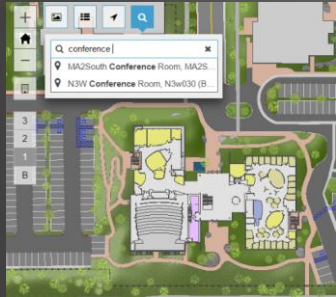 conference
MA2South Conference Room, MA2S...
N3W Conference Room, N3w030 (B...
3
2
1
B